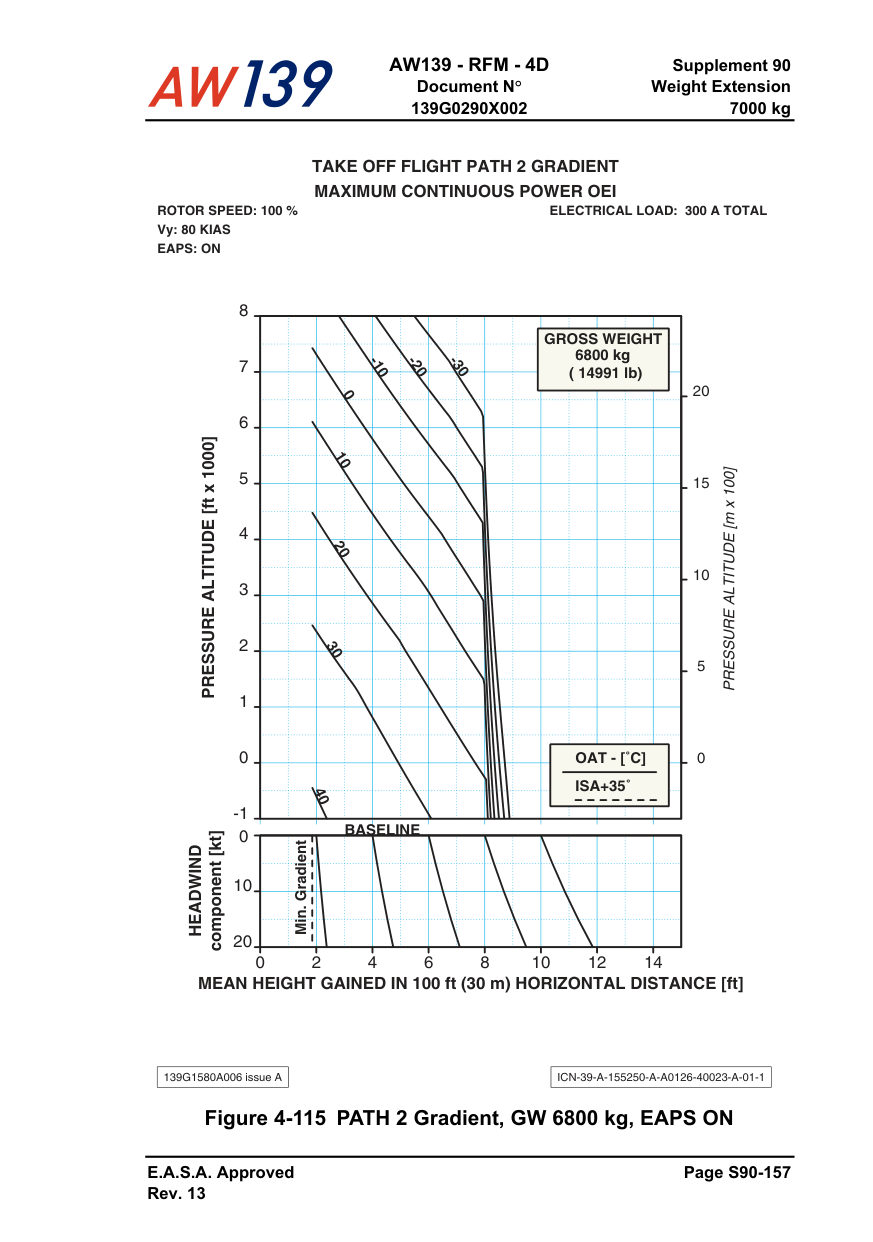 AW139
AW139 - RFM - 4D
Document N°
139G0290X002
Supplement 90
Weight Extension
7000 kg
TAKE OFF FLIGHT PATH 2 GRADIENT
MAXIMUM CONTINUOUS POWER OEI
ROTOR SPEED: 100 %
ELECTRICAL LOAD: 300 A TOTAL
Vy: 80 KIAS
EAPS: ON
GROSS WEIGHT
6800 kg
( 14991 lb)
PRESSURE ALTITUDE [ft x 1000]
8
7
6
5
4
3
2
1
0
-1
-30
-20
-10
0
10
20
30
40
20
15
10
5
0
PRESSURE ALTITUDE [m x 100]
OAT - [˚C]
ISA+35˚
BASELINE
HEADWIND
component [kt]
0
10
20
Min. Gradient
0 2 4 6 8 10 12 14
MEAN HEIGHT GAINED IN 100 ft (30 m) HORIZONTAL DISTANCE [ft]
139G1580A006 issue A
ICN-39-A-155250-A-A0126-40023-A-01-1
Figure 4-115 PATH 2 Gradient, GW 6800 kg, EAPS ON
E.A.S.A. Approved
Rev. 13
Page S90-157